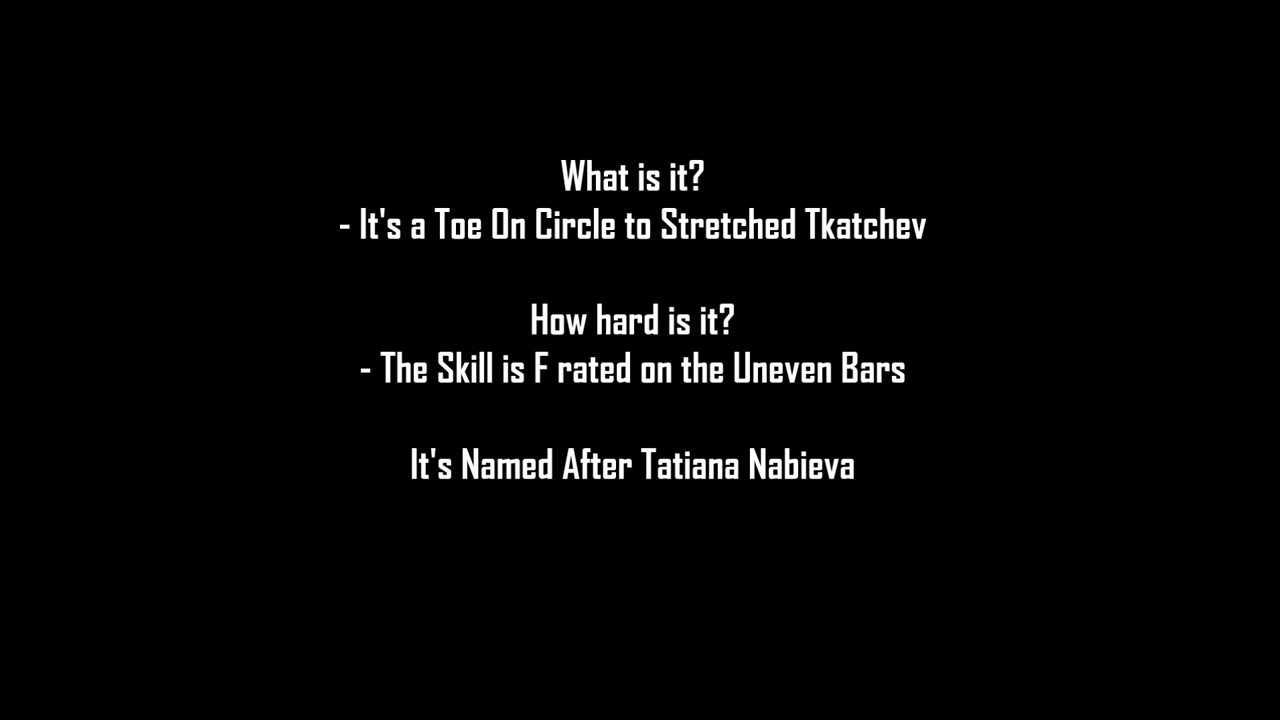 What is it?
- It's a Toe On Circle to Stretched Tkatchev
How hard is it?
- The Skill is F rated on the Uneven Bars
It's Named After Tatiana Nabieva